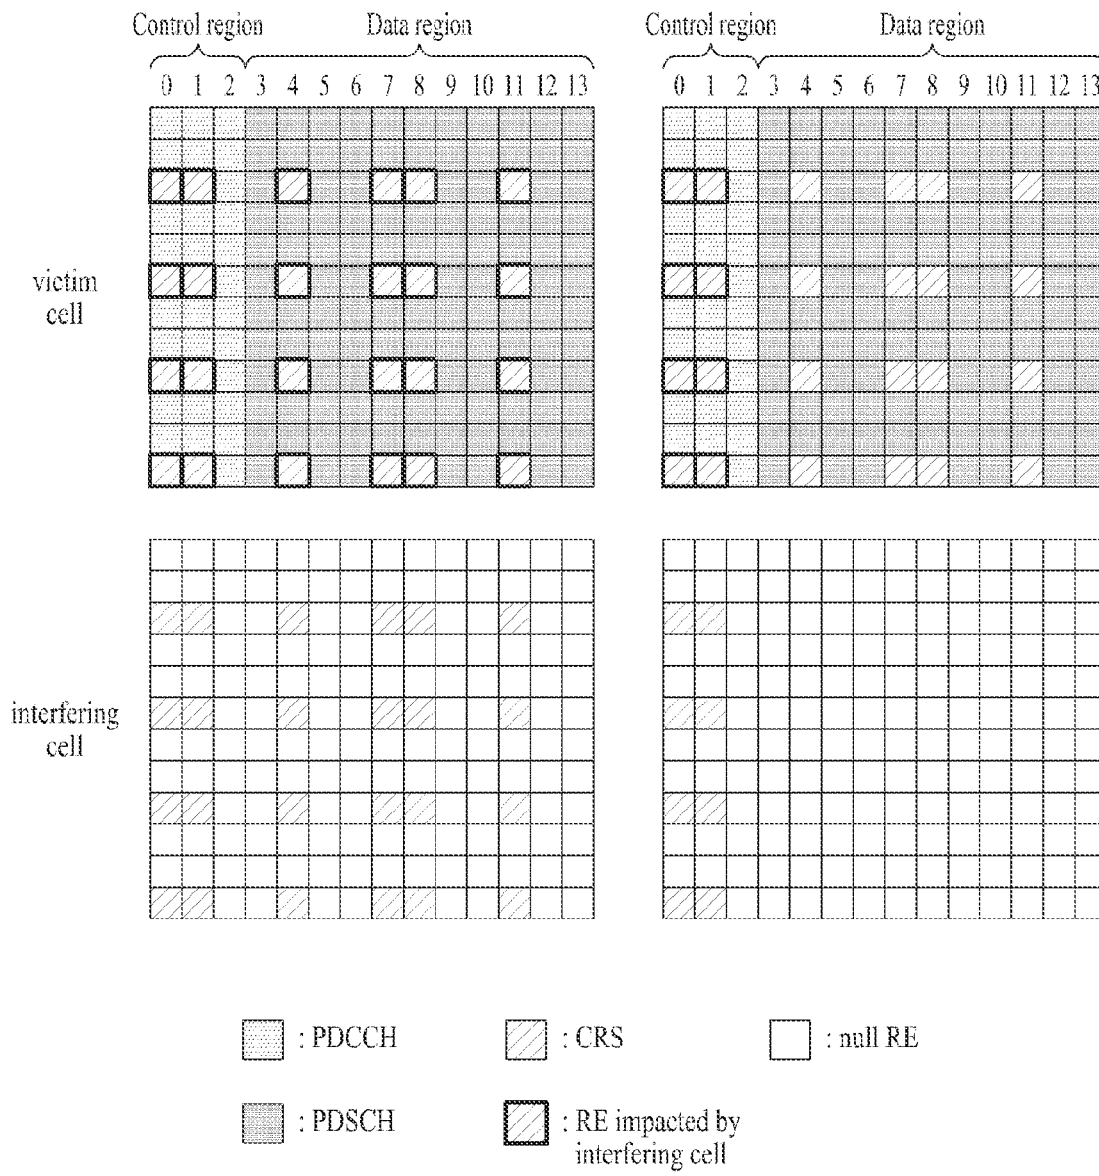 Control region Data region Control region Data region
0 1 2 3 4 5 6 7 8 9 10 11 12 13 0 1 2 3 4 5 6 7 8 9 10 11 12 13
victim
cell
interfering
cell
: PDCCH : CRS : null RE
: PDSCH : RE impacted by
interfering cell